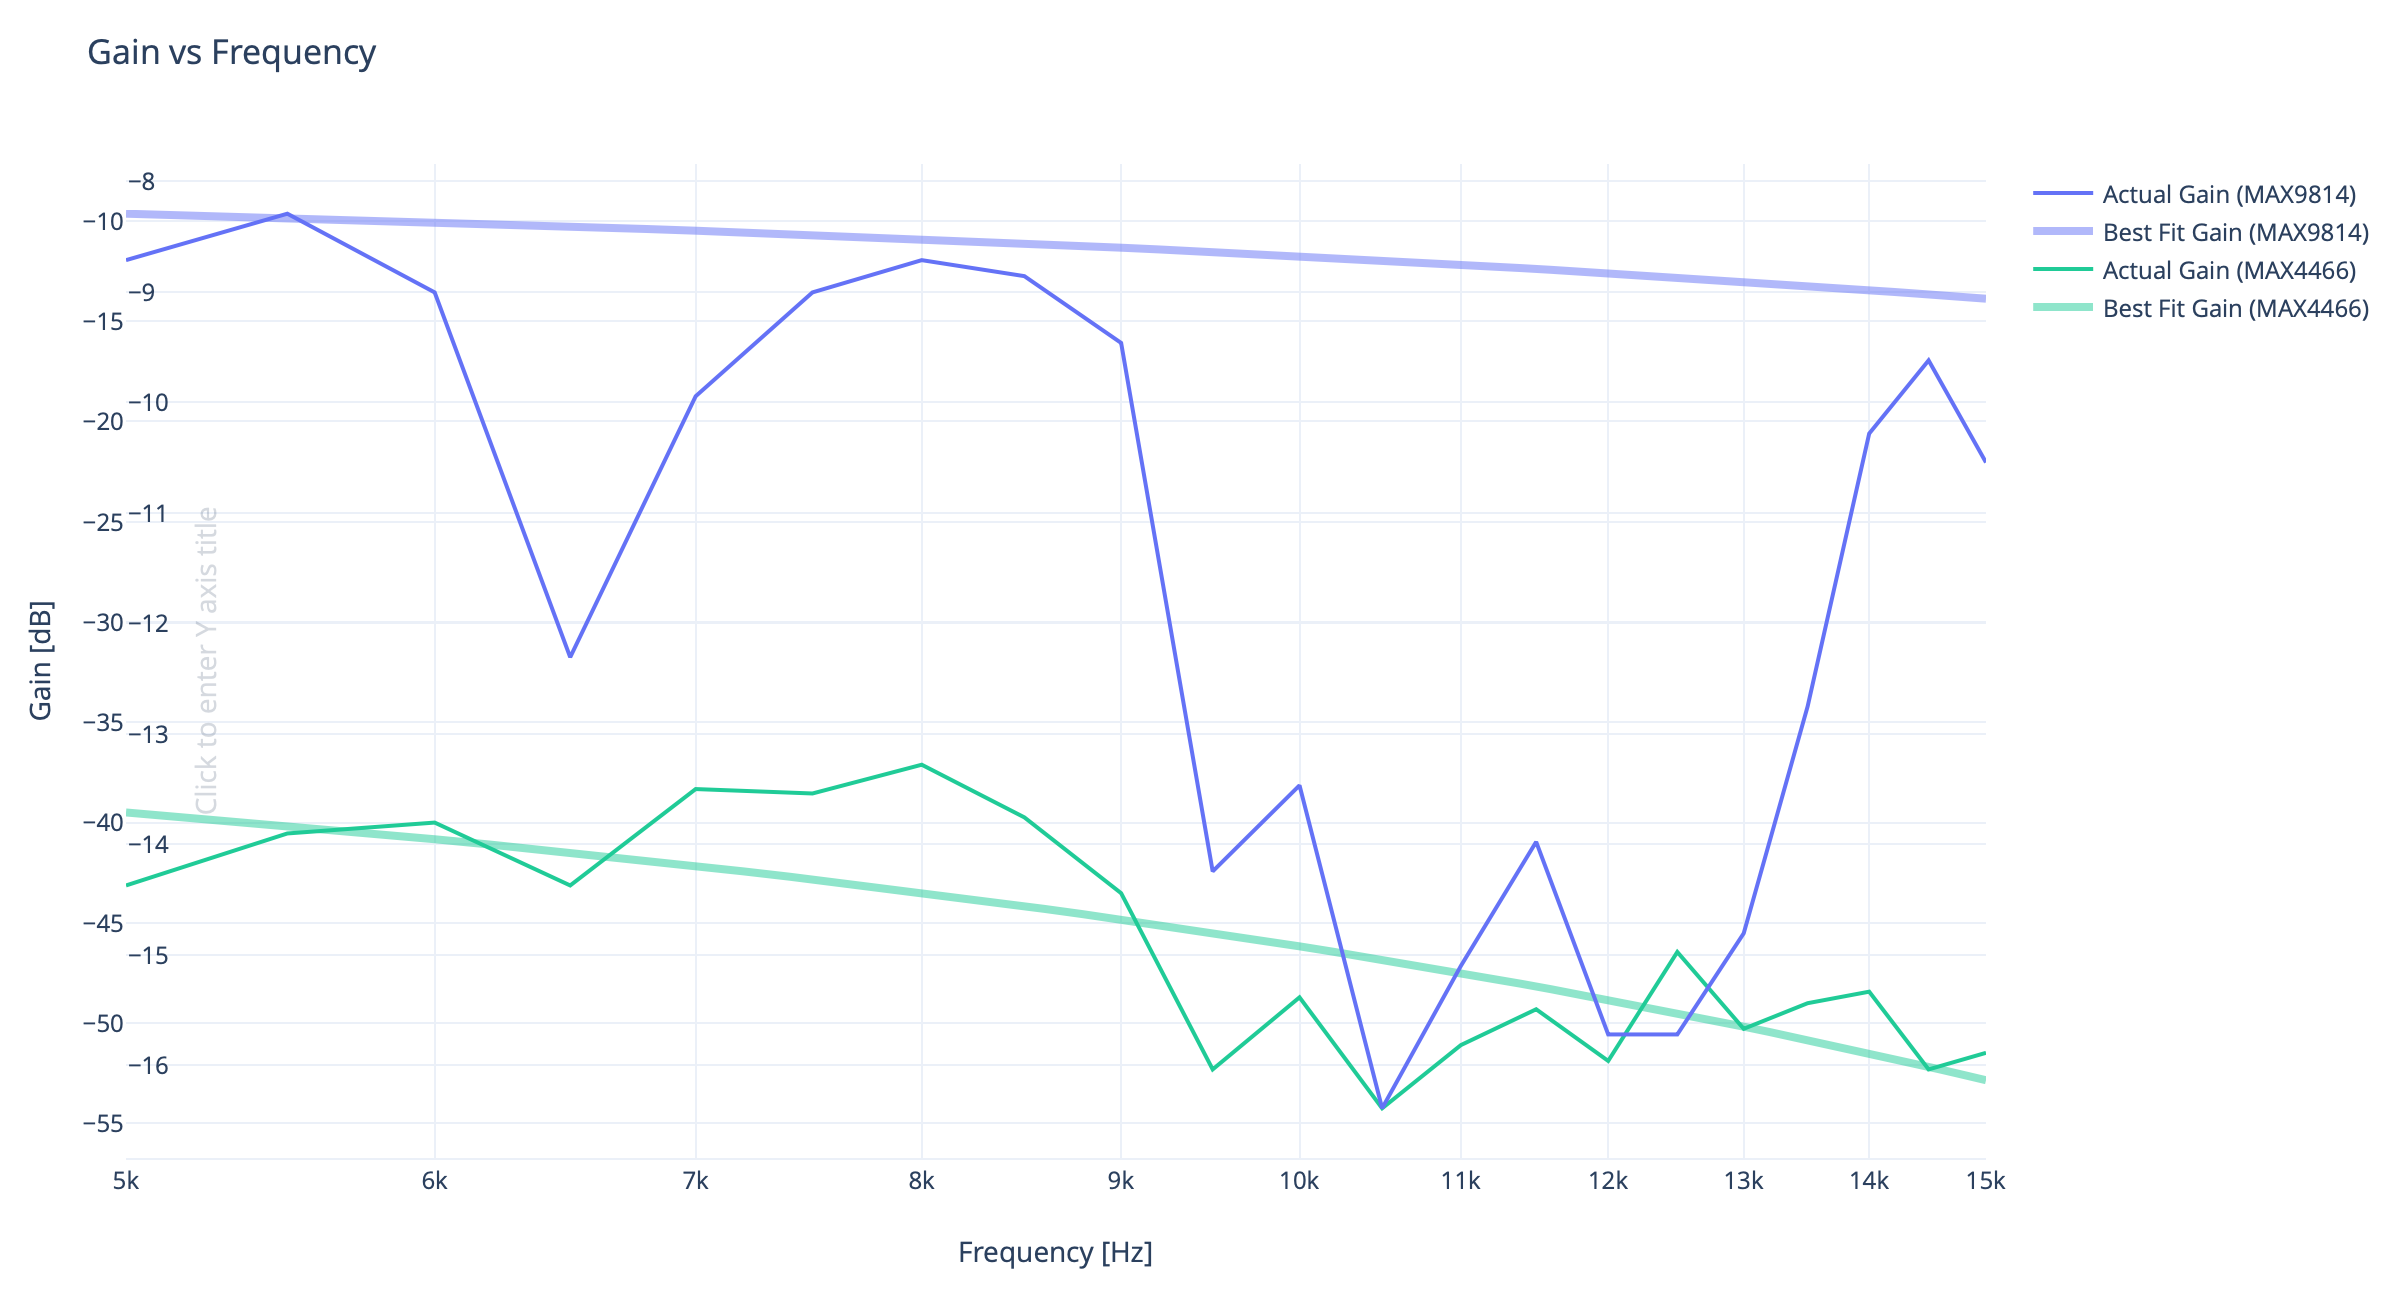 Gain vs Frequency
Actual Gain (MAX9814)
Best Fit Gain (MAX9814)
Actual Gain (MAX4466)
Best Fit Gain (MAX4466)
−8
−10
−9
−15
−10
−20
−11
−25
−12
−30
−13
−35
−40
−14
−45
−15
−50
−16
−55
Gain [dB]
Click to enter Y axis title
5k 6k 7k 8k 9k 10k 11k 12k 13k 14k 15k
Frequency [Hz]